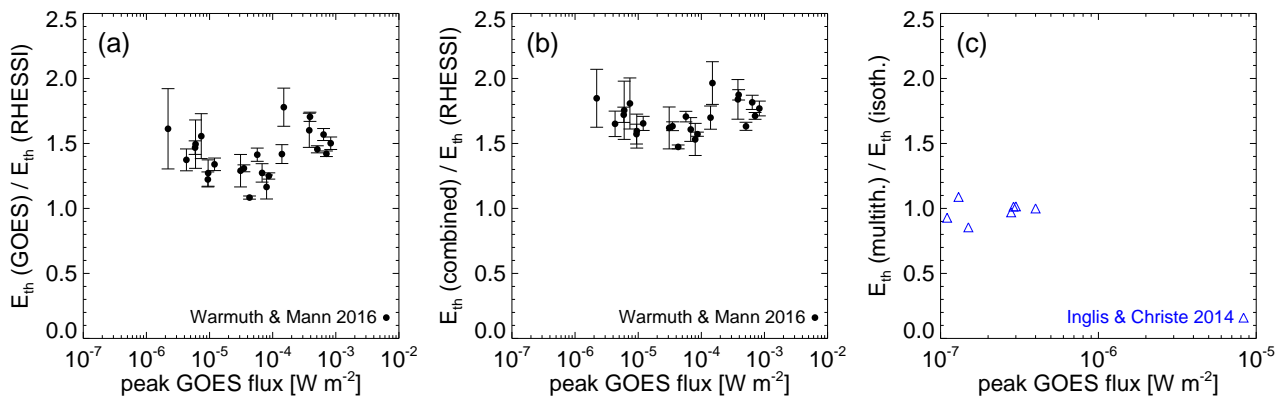 (a)
E_th (GOES) / E_th (RHESSI)
2.5
2.0
1.5
1.0
0.5
0.0
Warmuth & Mann 2016
10^-7 10^-6 10^-5 10^-4 10^-3 10^-2
peak GOES flux [W m^-2]
(b)
E_th (combined) / E_th (RHESSI)
2.5
2.0
1.5
1.0
0.5
0.0
Warmuth & Mann 2016
10^-7 10^-6 10^-5 10^-4 10^-3 10^-2
peak GOES flux [W m^-2]
(c)
E_th (multith.) / E_th (isoth.)
2.5
2.0
1.5
1.0
0.5
0.0
Inglis & Christe 2014
10^-7 10^-6 10^-5
peak GOES flux [W m^-2]